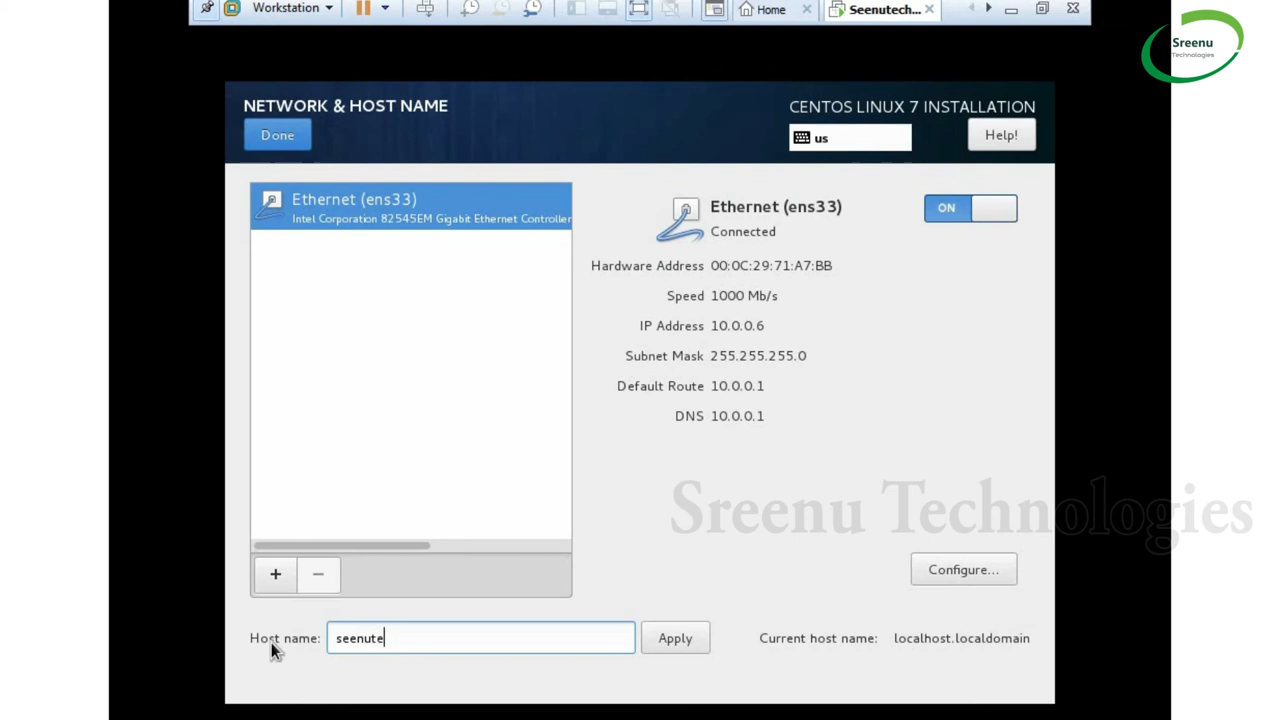 Workstation
Home
Seenutech...
Sreenu
Technologies
NETWORK & HOST NAME
CENTOS LINUX 7 INSTALLATION
Done
us
Help!
Ethernet (ens33)
Intel Corporation 82545EM Gigabit Ethernet Controller
Ethernet (ens33)
Connected
ON
Hardware Address 00:0C:29:71:A7:BB
Speed 1000 Mb/s
IP Address 10.0.0.6
Subnet Mask 255.255.255.0
Default Route 10.0.0.1
DNS 10.0.0.1
Sreenu Technologies
+ −
Configure...
Host name: seenute Apply Current host name: localhost.localdomain